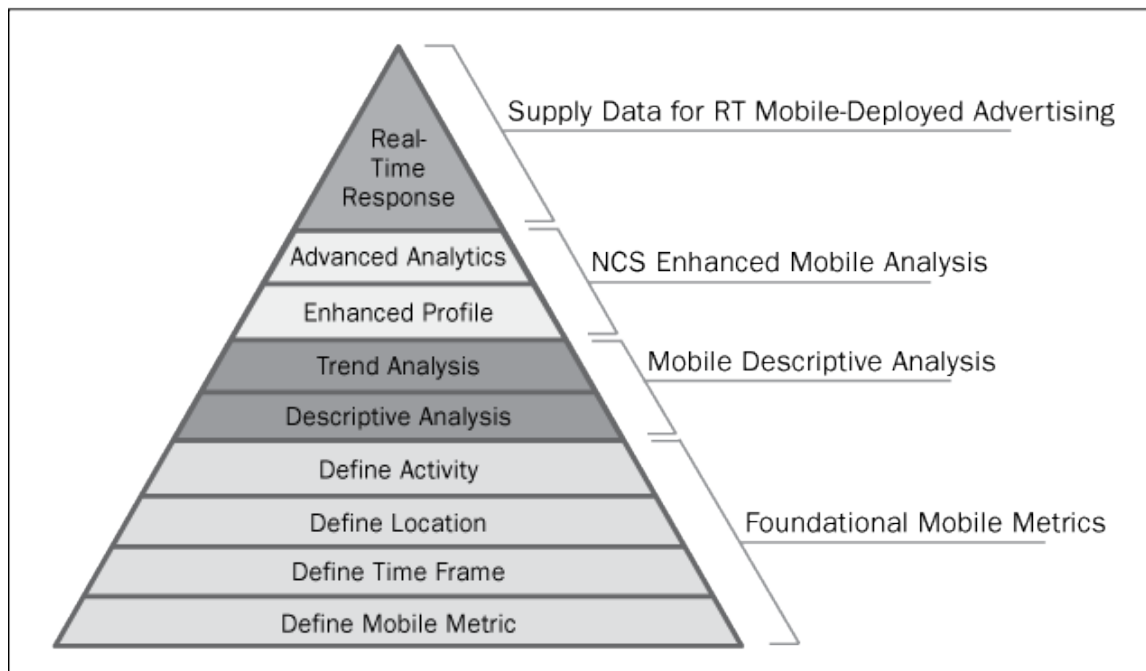 Real-
Time
Response
Supply Data for RT Mobile-Deployed Advertising
Advanced Analytics
NCS Enhanced Mobile Analysis
Enhanced Profile
Trend Analysis
Mobile Descriptive Analysis
Descriptive Analysis
Define Activity
Define Location
Foundational Mobile Metrics
Define Time Frame
Define Mobile Metric